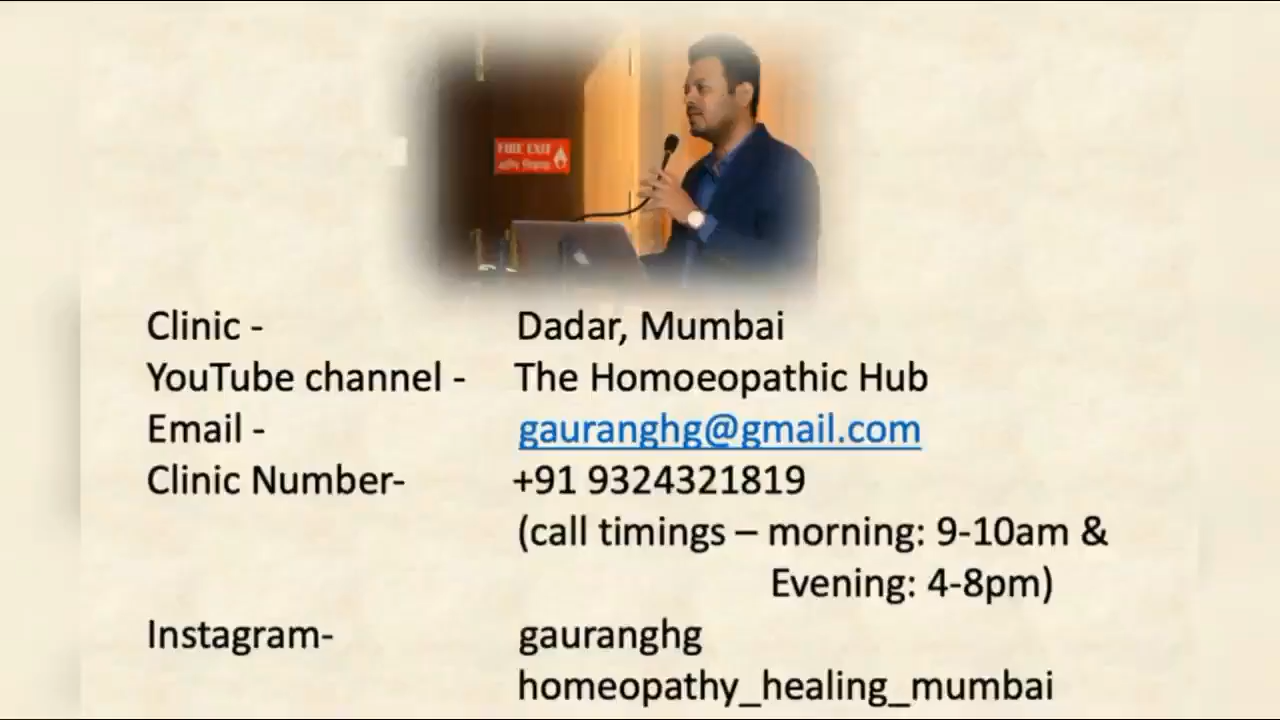 FIRE EXIT
Clinic - Dadar, Mumbai
YouTube channel - The Homoeopathic Hub
Email - gauranghg@gmail.com
Clinic Number- +91 9324321819
(call timings – morning: 9-10am &
Evening: 4-8pm)
Instagram- gauranghg
homeopathy_healing_mumbai